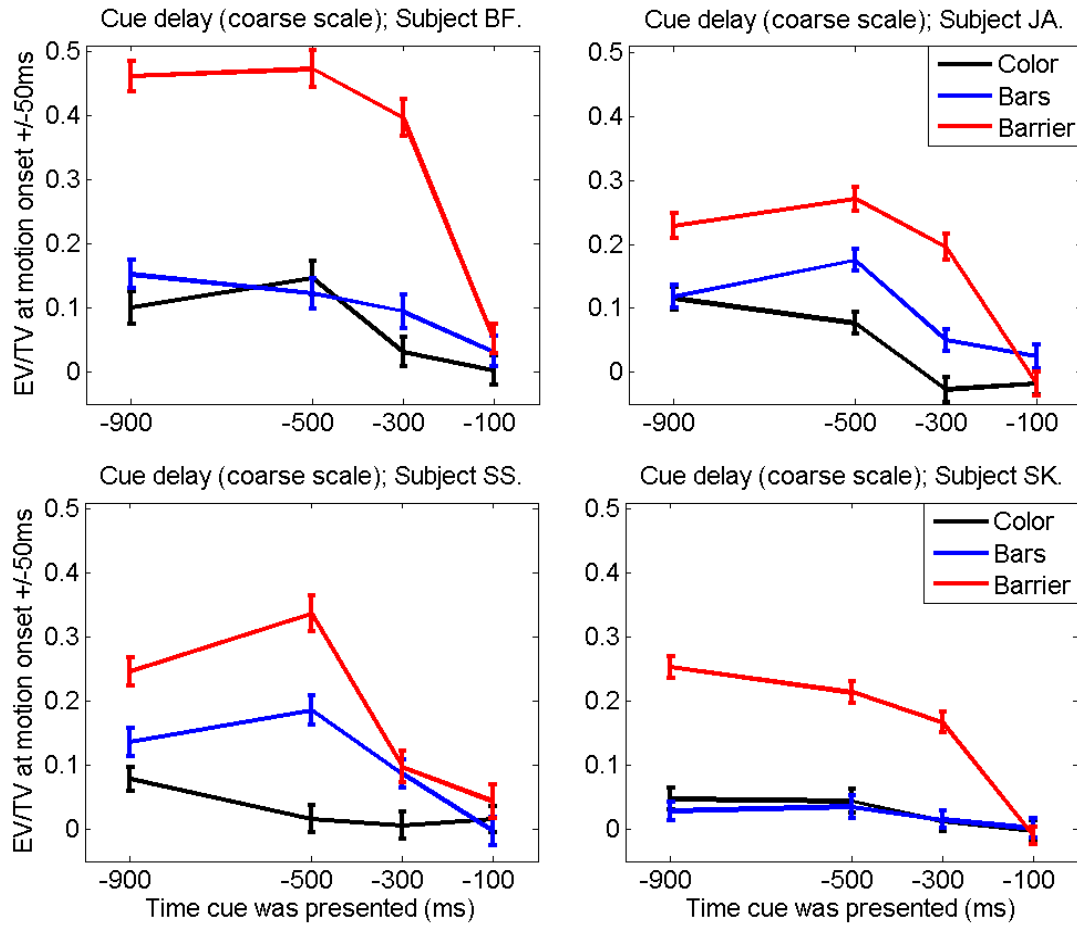 Cue delay (coarse scale); Subject BF.
EV/TV at motion onset +/-50ms
0.5
0.4
0.3
0.2
0.1
0
-900
-500
-300
-100
Cue delay (coarse scale); Subject JA.
Color
Bars
Barrier
0.5
0.4
0.3
0.2
0.1
0
-900
-500
-300
-100
Cue delay (coarse scale); Subject SS.
EV/TV at motion onset +/-50ms
0.5
0.4
0.3
0.2
0.1
0
-900
-500
-300
-100
Time cue was presented (ms)
Cue delay (coarse scale); Subject SK.
Color
Bars
Barrier
0.5
0.4
0.3
0.2
0.1
0
-900
-500
-300
-100
Time cue was presented (ms)